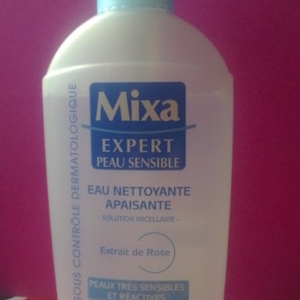 Mixa
EXPERT
PEAU SENSIBLE
EAU NETTOYANTE
APAISANTE
- SOLUTION MICELLAIRE -
Extrait de Rose
PEAUX TRÈS SENSIBLES
ET RÉACTIVES
SOUS CONTRÔLE DERMATOLOGIQUE